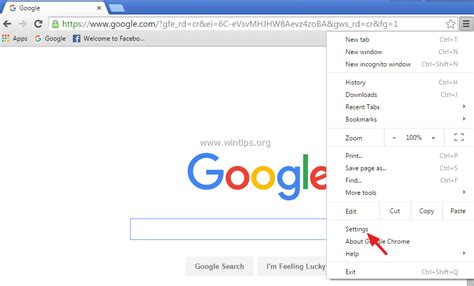 Google
https://www.google.com/?gfe_rd=cr&ei=6C-eVsvMHJHW8Aevz4zoBA&gws_rd=cr&fg=1
Apps Google Welcome to Facebo...
New tab Ctrl+T
New window Ctrl+N
New incognito window Ctrl+Shift+N
History
Downloads
Recent Tabs
Bookmarks
Zoom - 100% +
Print... Ctrl+P
Save page as... Ctrl+S
Find... Ctrl+F
More tools
Edit Cut Copy Paste
Settings
About Google Chrome
Help
Exit Ctrl+Shift+Q
www.wintips.org
Google
Google Search I'm Feeling Lucky